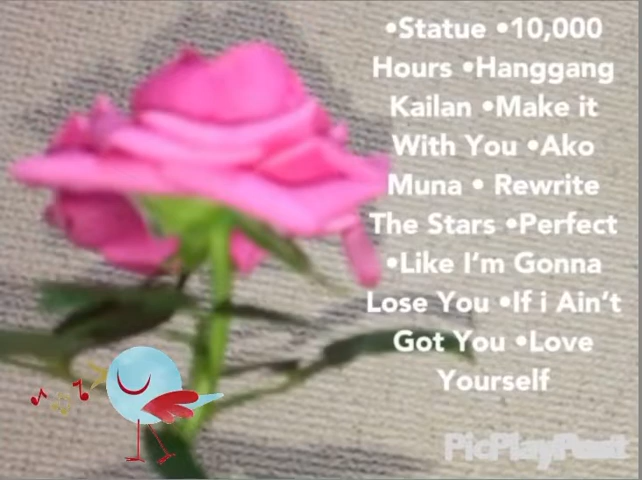 •Statue •10,000
Hours •Hanggang
Kailan •Make it
With You •Ako
Muna • Rewrite
The Stars •Perfect
•Like I’m Gonna
Lose You •If i Ain’t
Got You •Love
Yourself
PicPlayPost